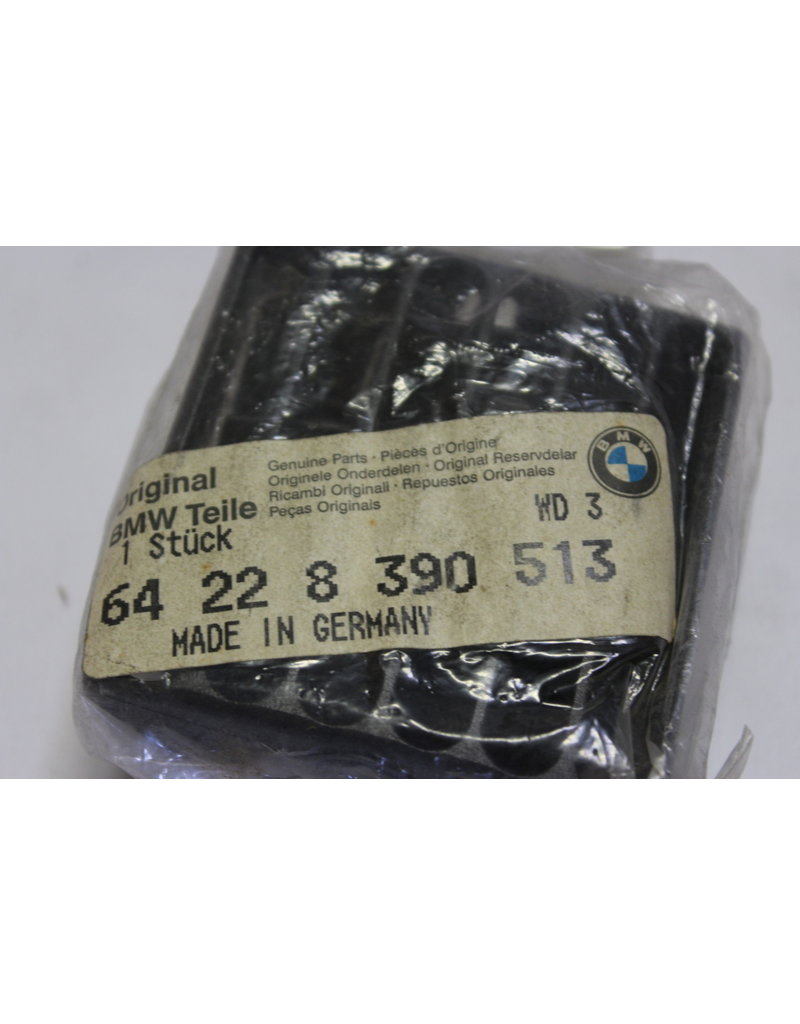 Original
BMW Teile
Genuine Parts · Pièces d'Origine
Originele Onderdelen · Original Reservdelar
Ricambi Originali · Repuestos Originales
Peças Originais
BMW
1 Stück
WD 3
64 22 8 390 513
MADE IN GERMANY